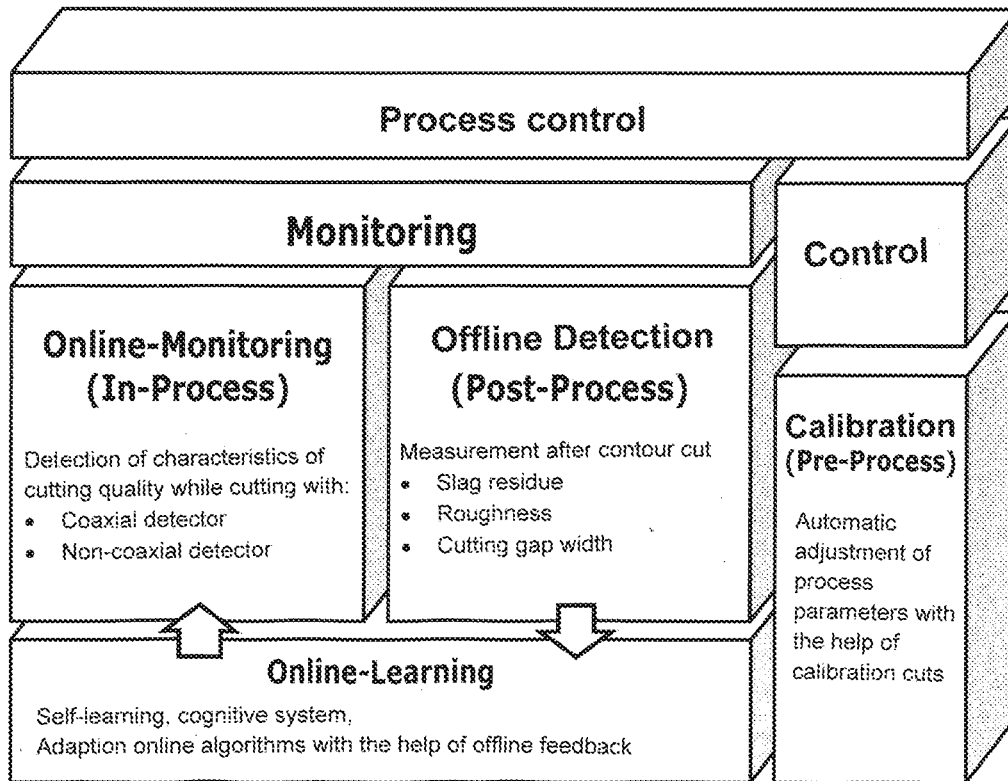 Process control
Monitoring
Control
Online-Monitoring
(In-Process)
Detection of characteristics of
cutting quality while cutting with:
• Coaxial detector
• Non-coaxial detector
Offline Detection
(Post-Process)
Measurement after contour cut
• Slag residue
• Roughness
• Cutting gap width
Calibration
(Pre-Process)
Automatic
adjustment of
process
parameters with
the help of
calibration cuts
Online-Learning
Self-learning, cognitive system,
Adaption online algorithms with the help of offline feedback